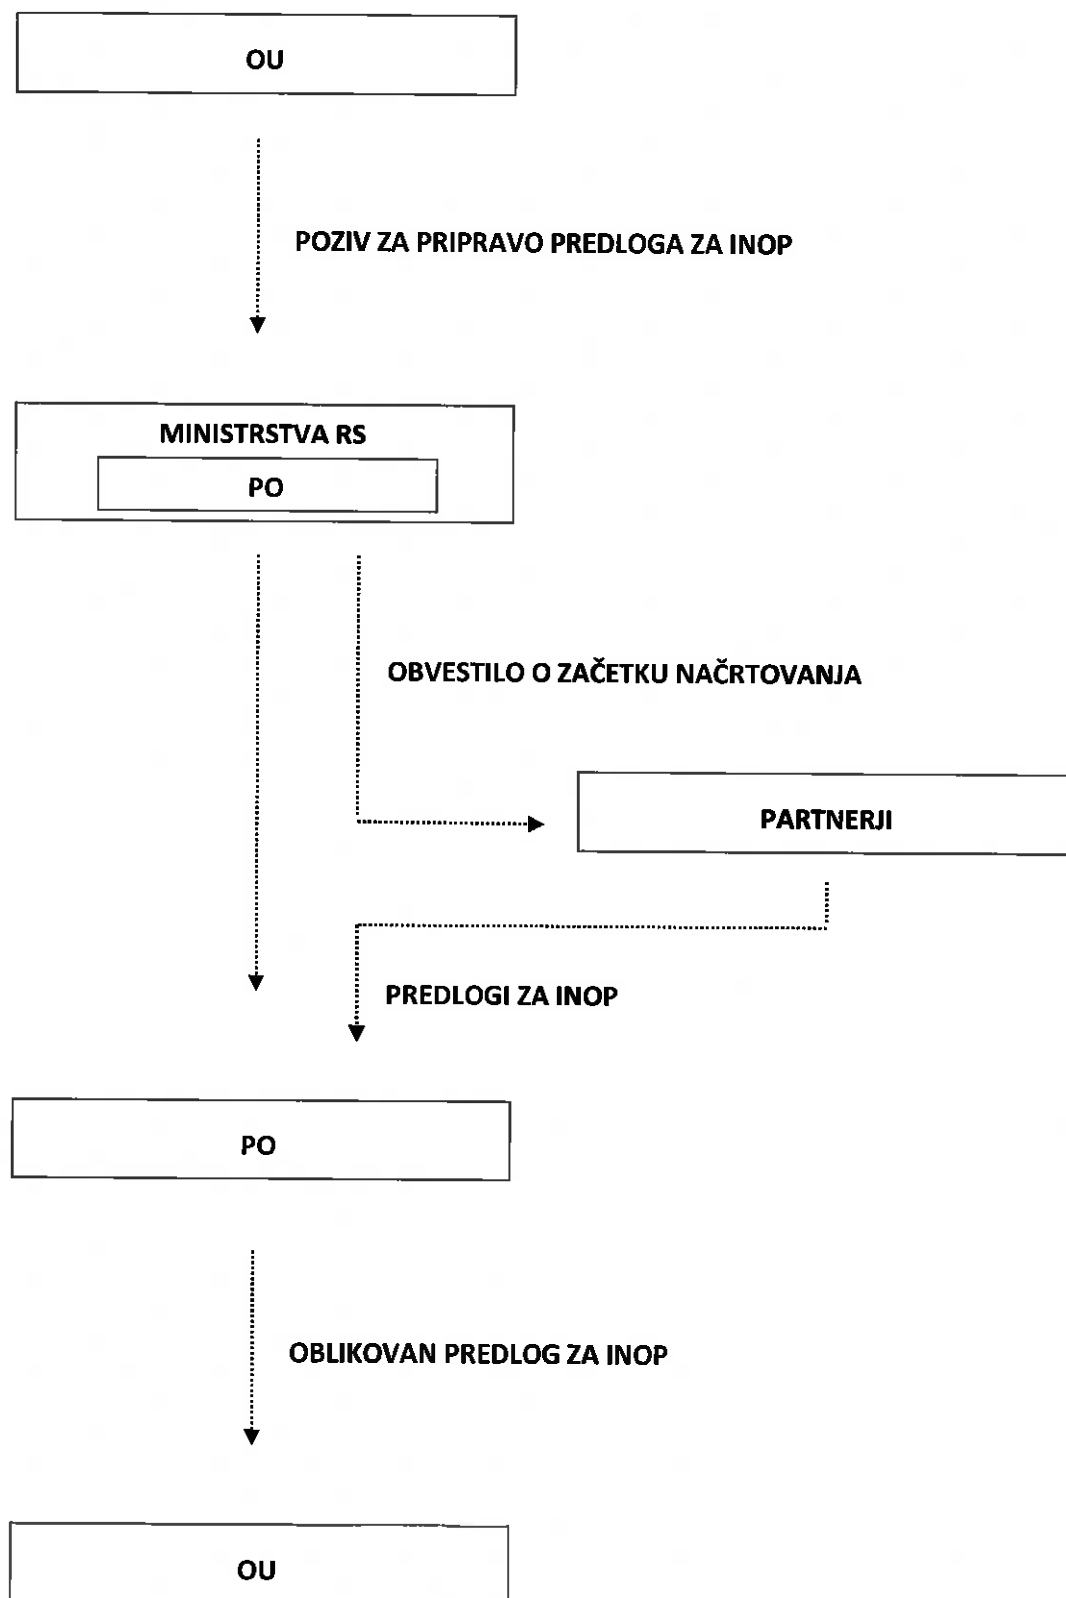 OU
POZIV ZA PRIPRAVO PREDLOGA ZA INOP
MINISTRSTVA RS
PO
OBVESTILO O ZAČETKU NAČRTOVANJA
PARTNERJI
PREDLOGI ZA INOP
PO
OBLIKOVAN PREDLOG ZA INOP
OU